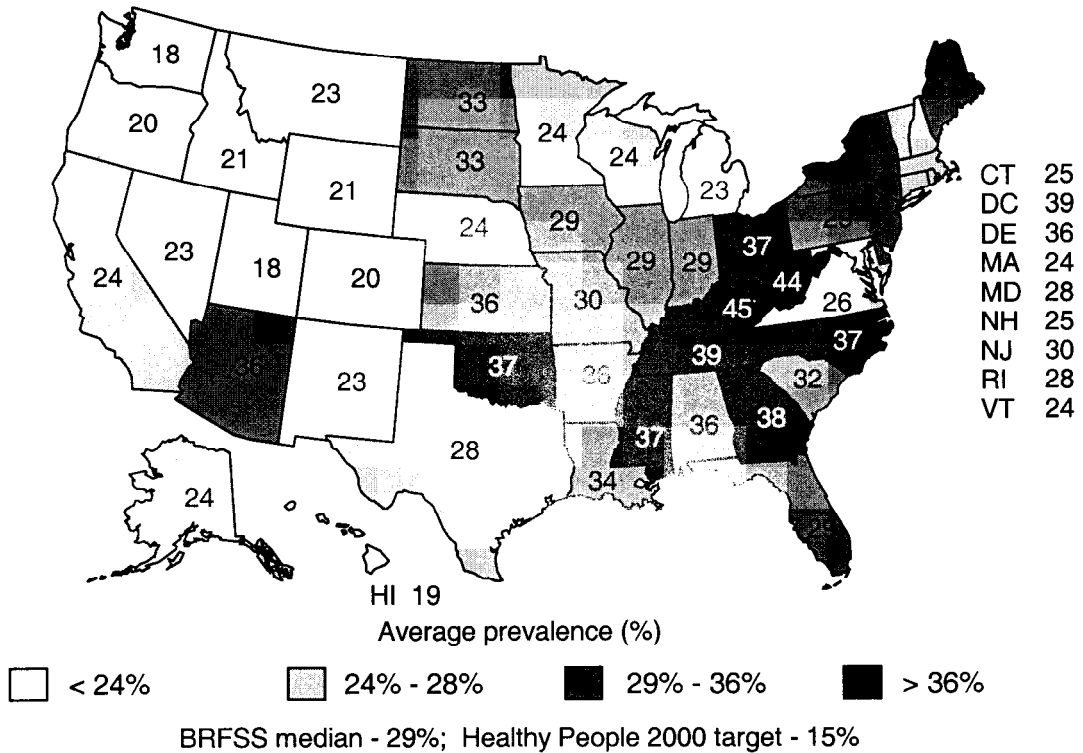 18
23
33
20
24
21
33
24
21
23
24
29
23
18
20
24
29
29
37
44
36
30
45
26
37
39
37
23
32
36
38
37
28
34
24
HI 19
CT 25
DC 39
DE 36
MA 24
MD 28
NH 25
NJ 30
RI 28
VT 24
Average prevalence (%)
< 24% 24% - 28% 29% - 36% > 36%
BRFSS median - 29%; Healthy People 2000 target - 15%